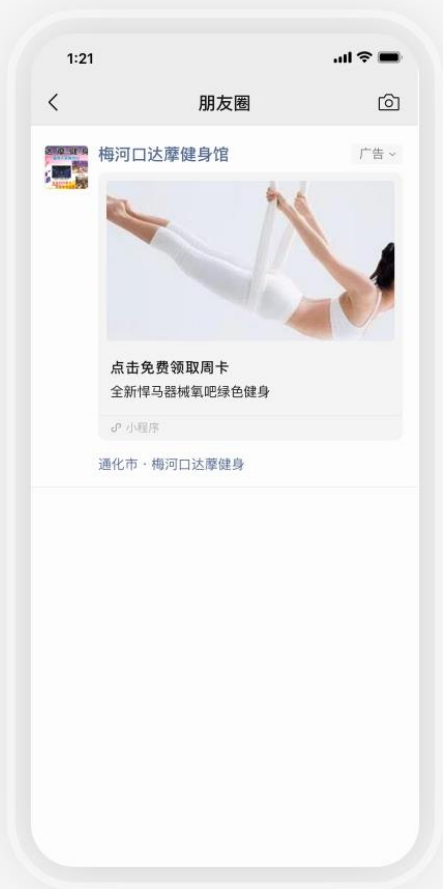 1:21
朋友圈
梅河口达摩健身馆
广告
点击免费领取周卡
全新悍马器械氧吧绿色健身
小程序
通化市 · 梅河口达摩健身